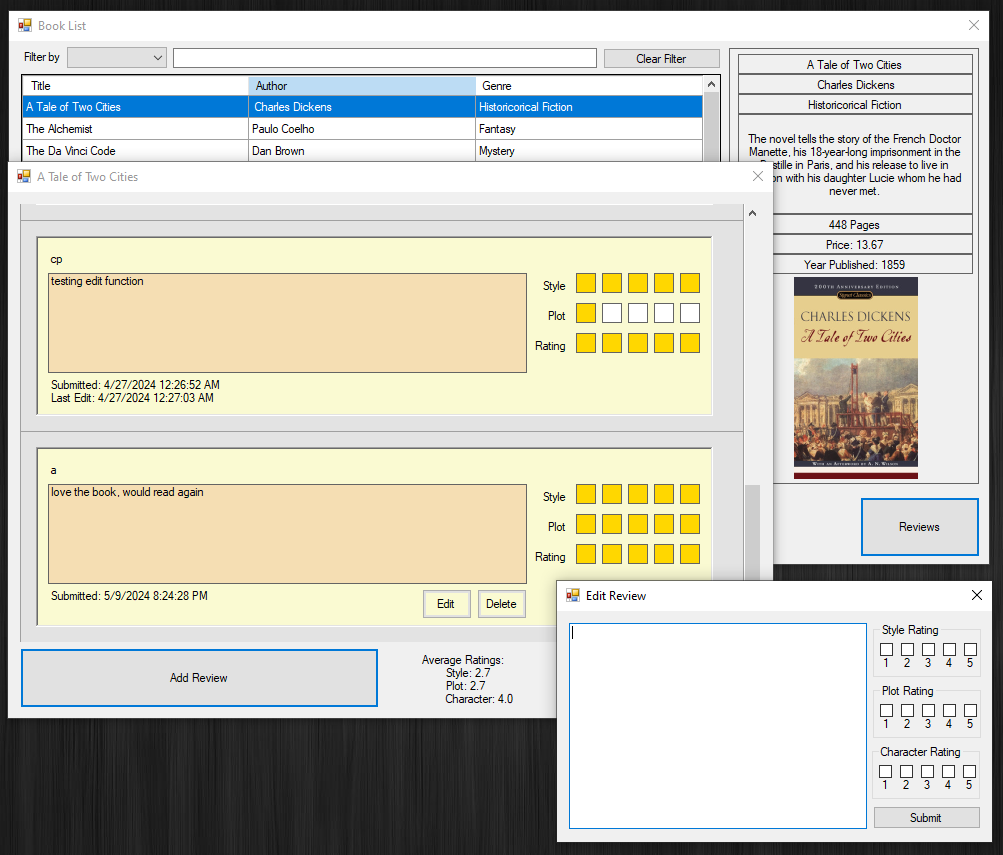 Book List
Filter by
Clear Filter
Title Author Genre
A Tale of Two Cities Charles Dickens Historicorical Fiction
The Alchemist Paulo Coelho Fantasy
The Da Vinci Code Dan Brown Mystery
A Tale of Two Cities
Charles Dickens
Historicorical Fiction
The novel tells the story of the French Doctor
Manette, his 18-year-long imprisonment in the
in Paris, and his release to live in
with his daughter Lucie whom he had
never met.
448 Pages
Price: 13.67
Year Published: 1859
200TH ANNIVERSARY EDITION
Signet Classics
CHARLES DICKENS
A Tale of Two Cities
WITH AN AFTERWORD BY A. N. WILSON
Reviews
A Tale of Two Cities
cp
testing edit function
Style
Plot
Rating
Submitted: 4/27/2024 12:26:52 AM
Last Edit: 4/27/2024 12:27:03 AM
a
love the book, would read again
Style
Plot
Rating
Submitted: 5/9/2024 8:24:28 PM
Edit
Delete
Add Review
Average Ratings:
Style: 2.7
Plot: 2.7
Character: 4.0
Edit Review
Style Rating
1 2 3 4 5
Plot Rating
1 2 3 4 5
Character Rating
1 2 3 4 5
Submit